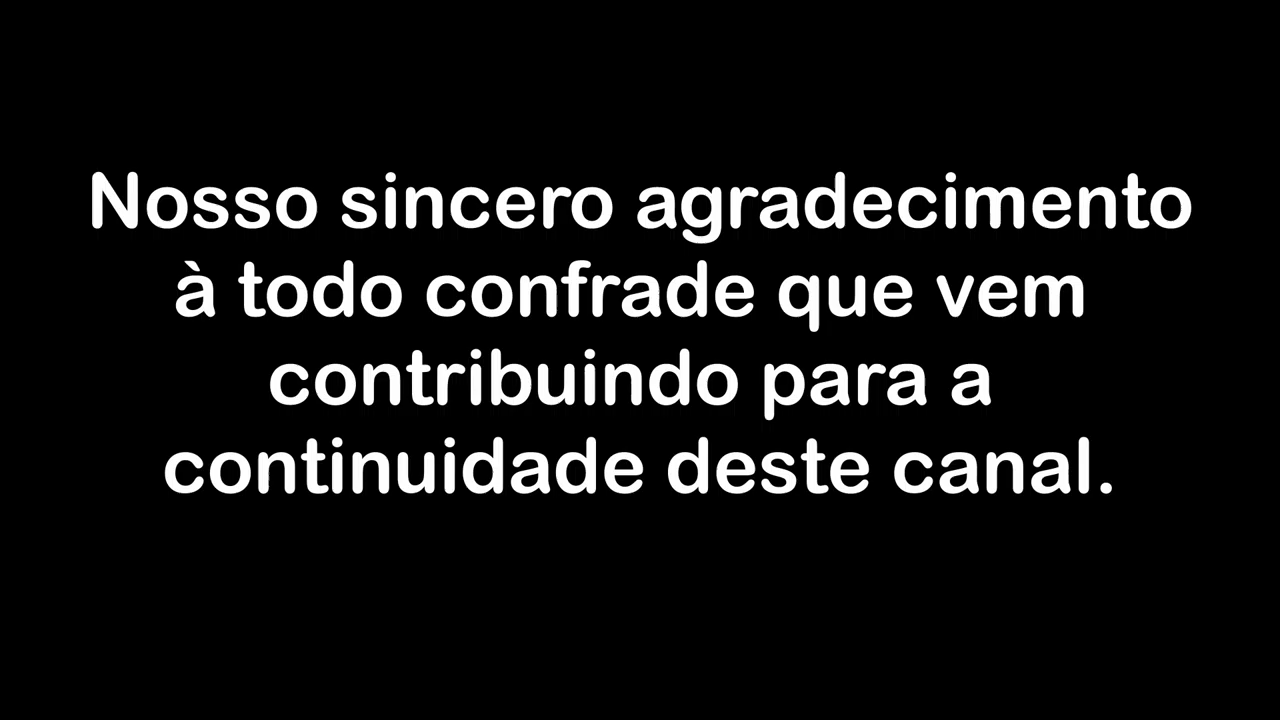 Nosso sincero agradecimento
à todo confrade que vem
contribuindo para a
continuidade deste canal.